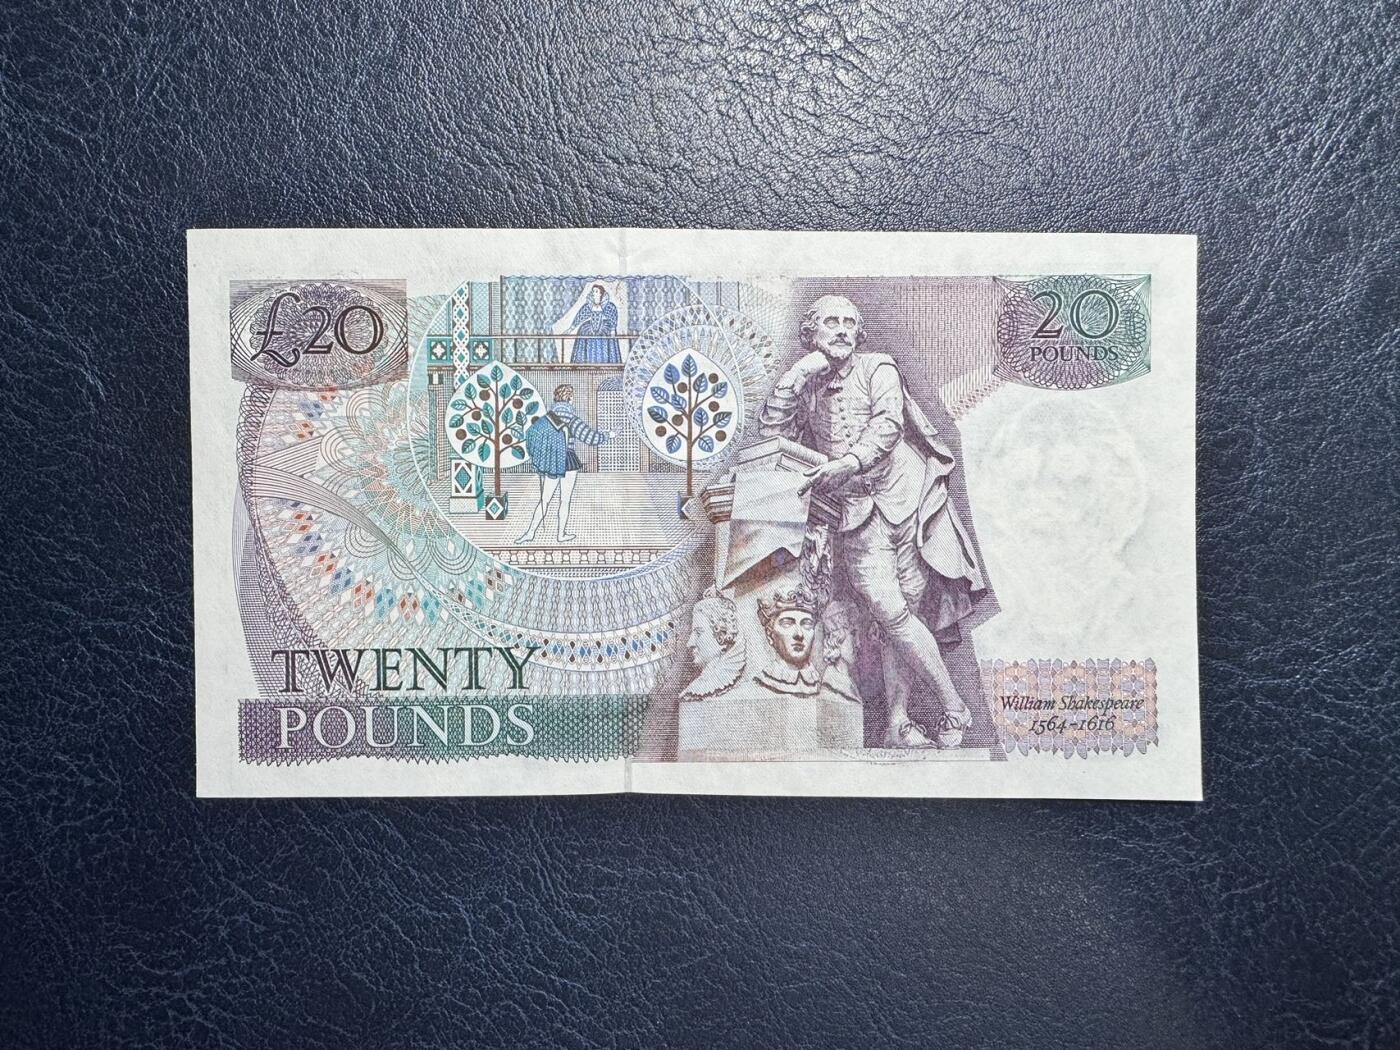 £20
20
POUNDS
TWENTY
POUNDS
William Shakespeare
1564-1616